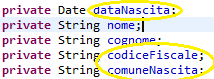 private Date dataNascita;
private String nome;
private String cognome;
private String codiceFiscale;
private String comuneNascita;